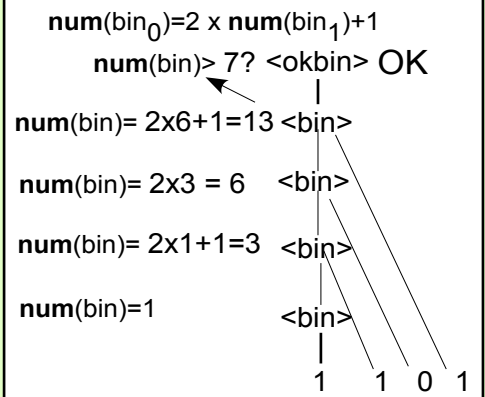 num(bin0)=2 x num(bin1)+1
num(bin)> 7? <okbin> OK
num(bin)= 2x6+1=13 <bin>
num(bin)= 2x3 = 6 <bin>
num(bin)= 2x1+1=3 <bin>
num(bin)=1 <bin>
1 1 0 1